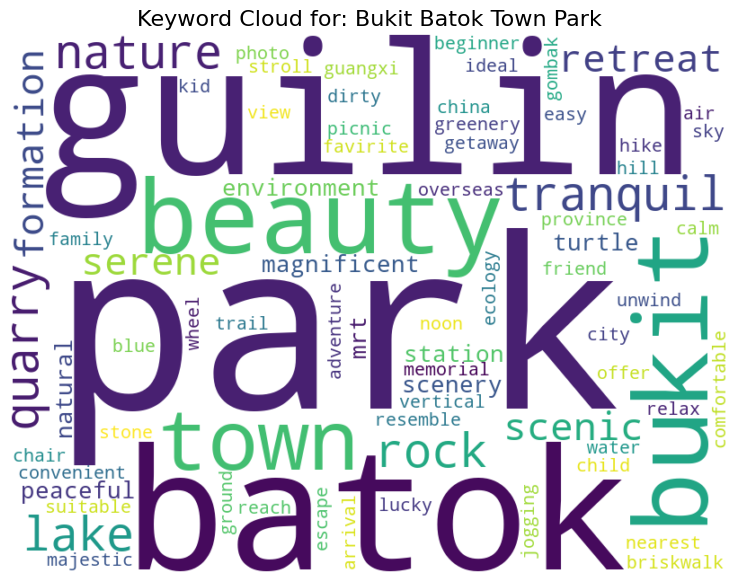 Keyword Cloud for: Bukit Batok Town Park
guilin
park
batok
beauty
town
bukit
nature
retreat
formation
tranquil
quarry
serene
rock
scenic
lake
photo
stroll
guangxi
beginner
ideal
gombak
kid
view
dirty
picnic
favirite
china
greenery
getaway
easy
air
sky
hike
hill
environment
overseas
family
magnificent
province
turtle
calm
friend
ecology
unwind
wheel
adventure
trail
mrt
noon
blue
natural
station
memorial
scenery
vertical
resemble
city
offer
relax
comfortable
stone
chair
convenient
peaceful
suitable
majestic
ground
reach
escape
arrival
lucky
jogging
water
child
nearest
briskwalk